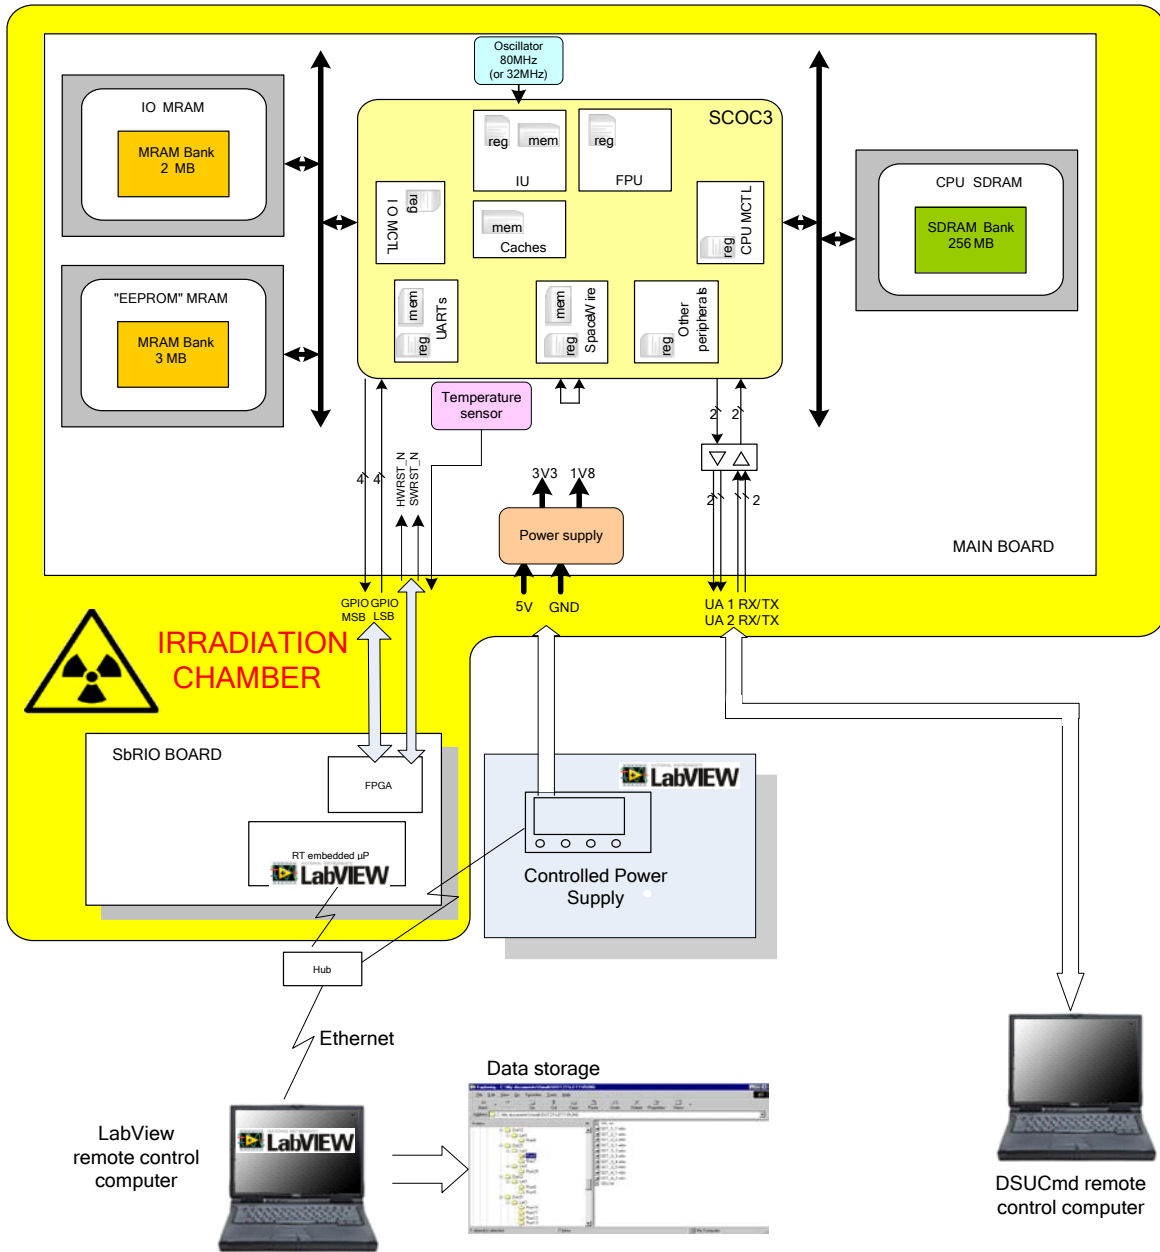 Oscillator
80MHz
(or 32MHz)
SCOC3
IO MRAM
MRAM Bank
2 MB
"EEPROM" MRAM
MRAM Bank
3 MB
reg
mem
IU
reg
FPU
IO MCTL
reg
mem
Caches
CPU MCTL
reg
mem
reg
UARTs
mem
reg
SpaceWire
reg
Other
peripherals
CPU SDRAM
SDRAM Bank
256 MB
Temperature
sensor
4
4
HWRST_N
SWRST_N
2
2
2
2
3V3
1V8
Power supply
MAIN BOARD
GPIO
MSB
GPIO
LSB
5V
GND
UA 1 RX/TX
UA 2 RX/TX
IRRADIATION
CHAMBER
SbRIO BOARD
FPGA
RT embedded µP
LabVIEW
LabVIEW
Controlled Power
Supply
Hub
Ethernet
Data storage
LabVIEW
LabView
remote control
computer
DSUCmd remote
control computer